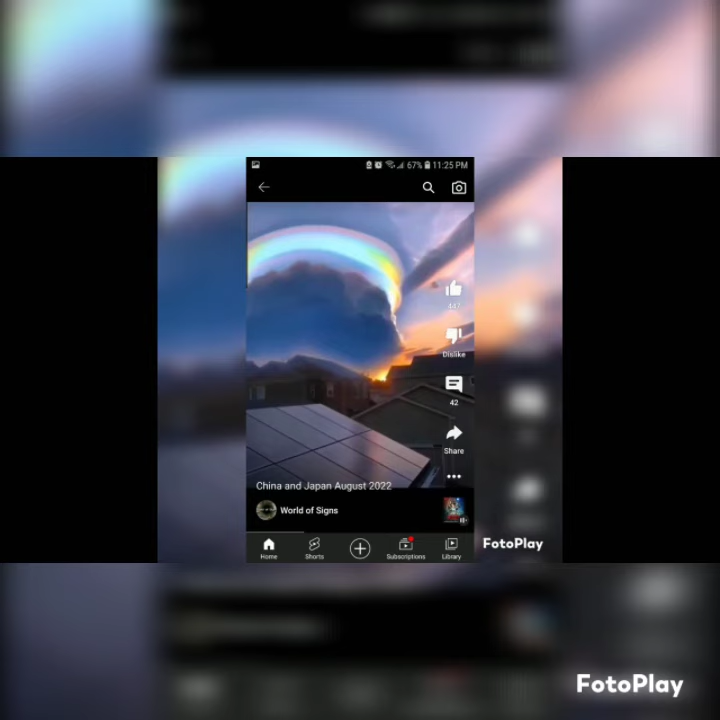 67% 11:25 PM
447
Dislike
42
Share
China and Japan August 2022
World of Signs
Home Shorts Subscriptions Library
FotoPlay
FotoPlay